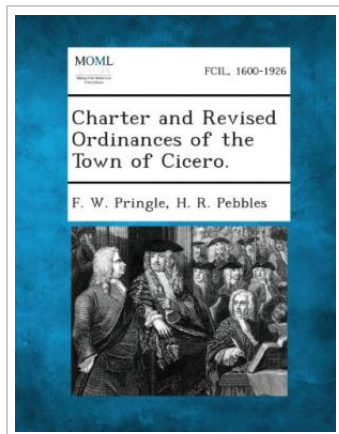 MOML
FCIL, 1600-1926
Charter and Revised
Ordinances of the
Town of Cicero.
F. W. Pringle, H. R. Pebbles